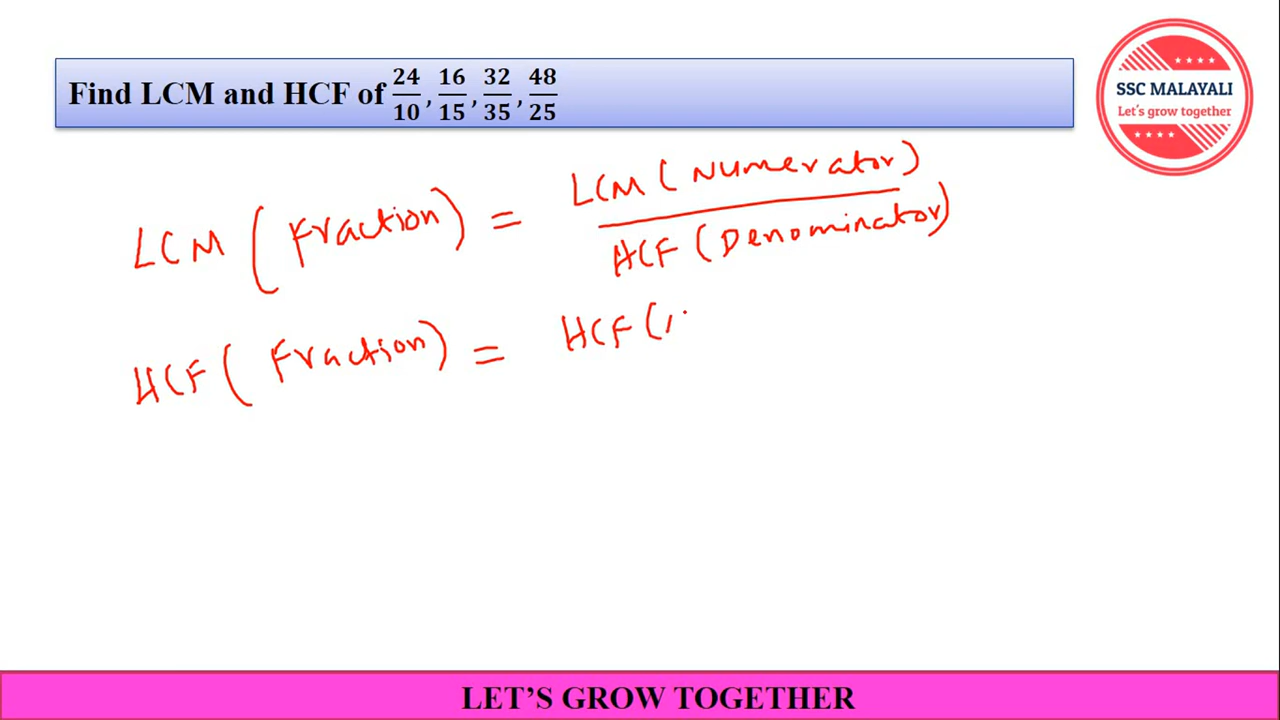 Find LCM and HCF of 24/10, 16/15, 32/35, 48/25
SSC MALAYALI
Let's grow together
LCM (Fraction) = LCM (Numerator) / HCF (Denominator)
HCF (Fraction) = HCF (
LET'S GROW TOGETHER